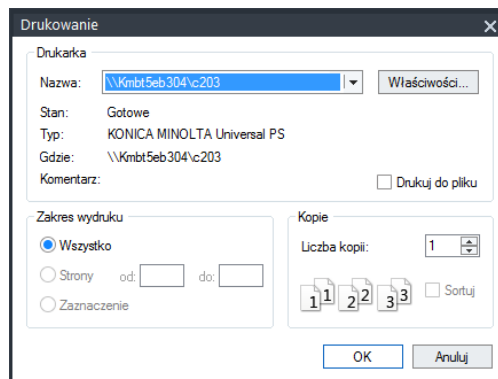 Drukowanie
Drukarka
Nazwa: \\Kmbt5eb304\c203 Właściwości...
Stan: Gotowe
Typ: KONICA MINOLTA Universal PS
Gdzie: \\Kmbt5eb304\c203
Komentarz: Drukuj do pliku
Zakres wydruku
Wszystko
Strony od: do:
Zaznaczenie
Kopie
Liczba kopii: 1
1 1 2 2 3 3 Sortuj
OK Anuluj